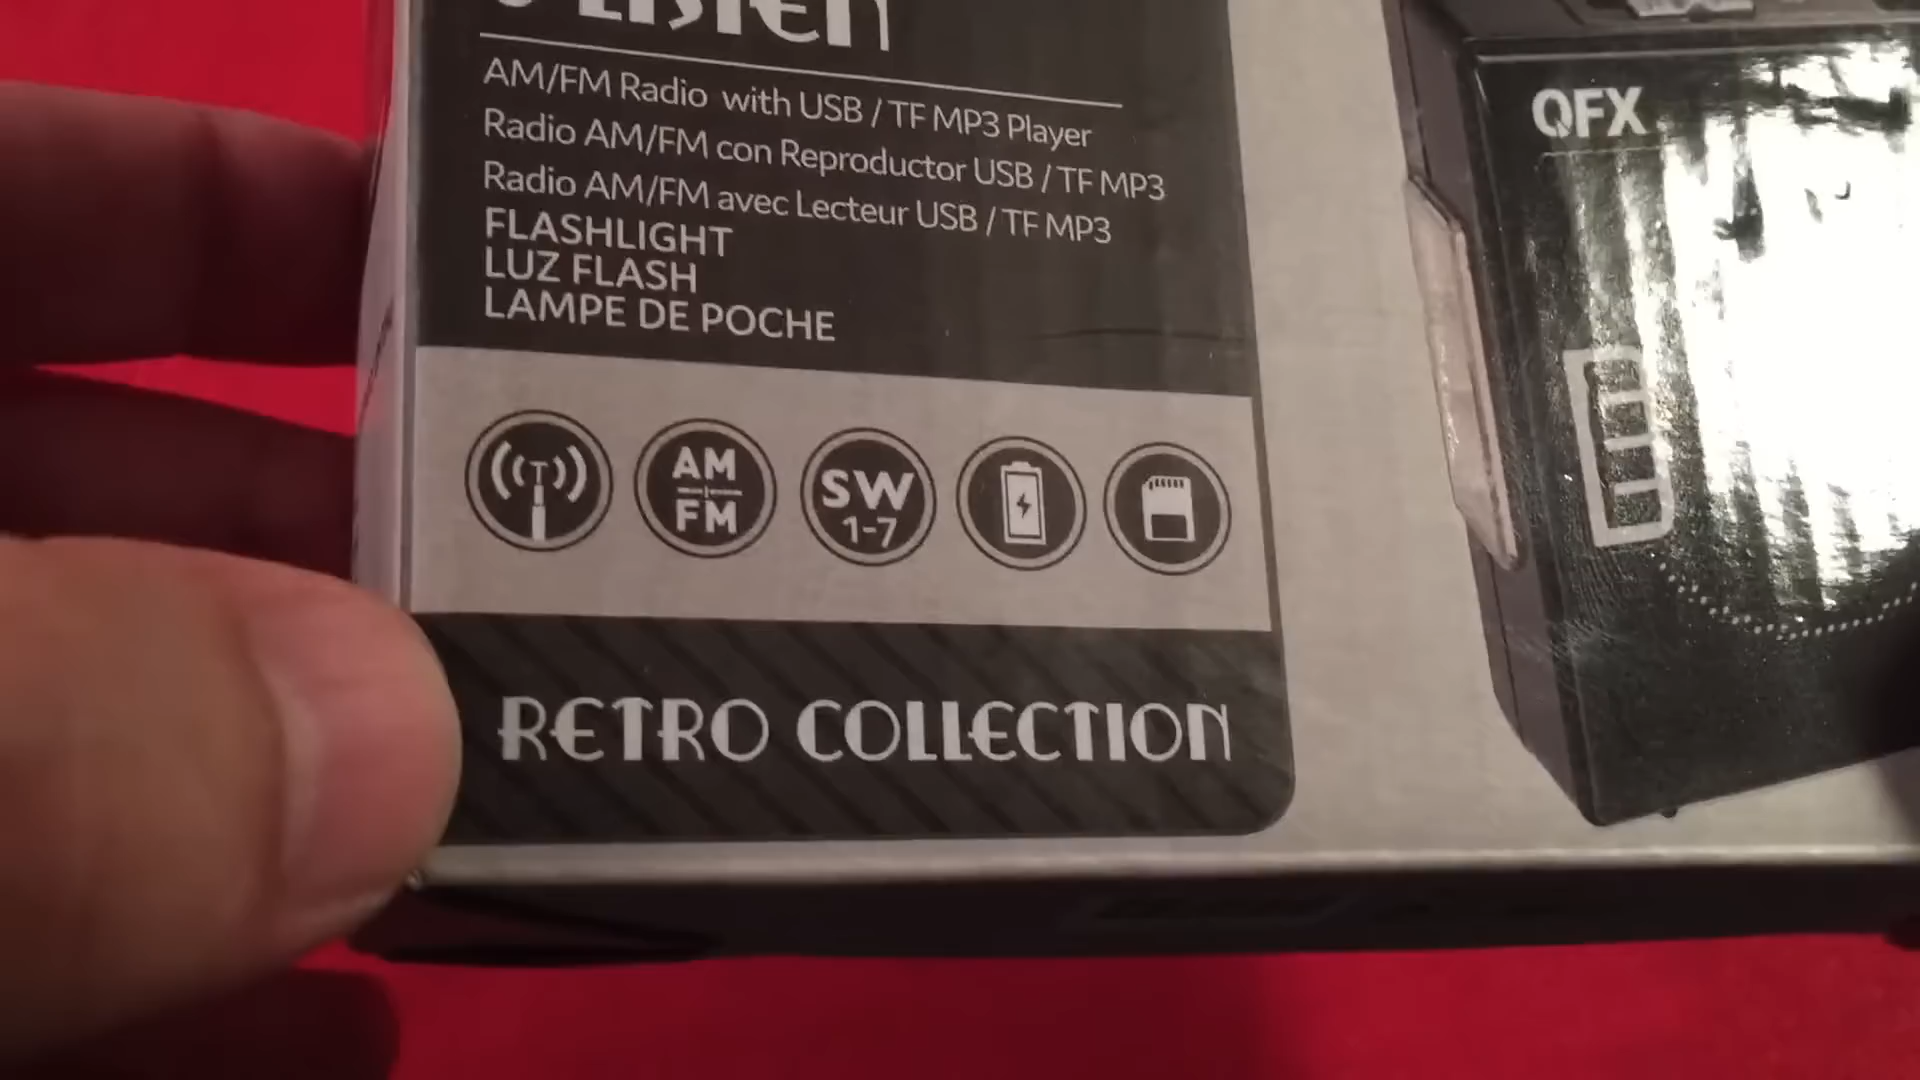 Listen
AM/FM Radio with USB / TF MP3 Player
Radio AM/FM con Reproductor USB / TF MP3
Radio AM/FM avec Lecteur USB / TF MP3
FLASHLIGHT
LUZ FLASH
LAMPE DE POCHE
AM
FM
SW
1-7
RETRO COLLECTION
QFX